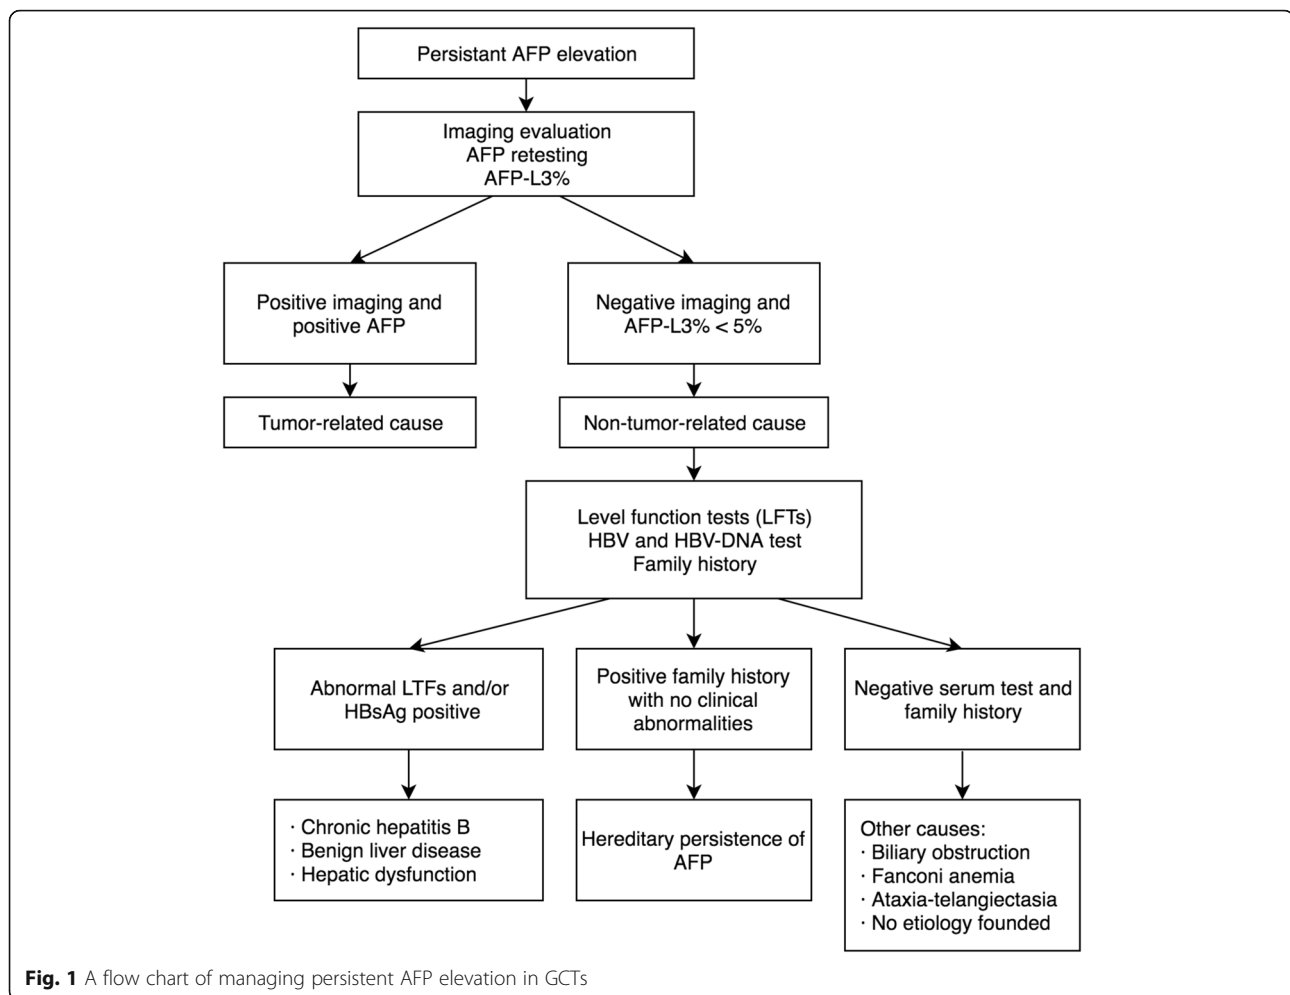 Persistant AFP elevation
Imaging evaluation
AFP retesting
AFP-L3%
Positive imaging and
positive AFP
Negative imaging and
AFP-L3% < 5%
Tumor-related cause
Non-tumor-related cause
Level function tests (LFTs)
HBV and HBV-DNA test
Family history
Abnormal LTFs and/or
HBsAg positive
Positive family history
with no clinical
abnormalities
Negative serum test and
family history
· Chronic hepatitis B
· Benign liver disease
· Hepatic dysfunction
Hereditary persistence of
AFP
Other causes:
· Biliary obstruction
· Fanconi anemia
· Ataxia-telangiectasia
· No etiology founded
Fig. 1 A flow chart of managing persistent AFP elevation in GCTs